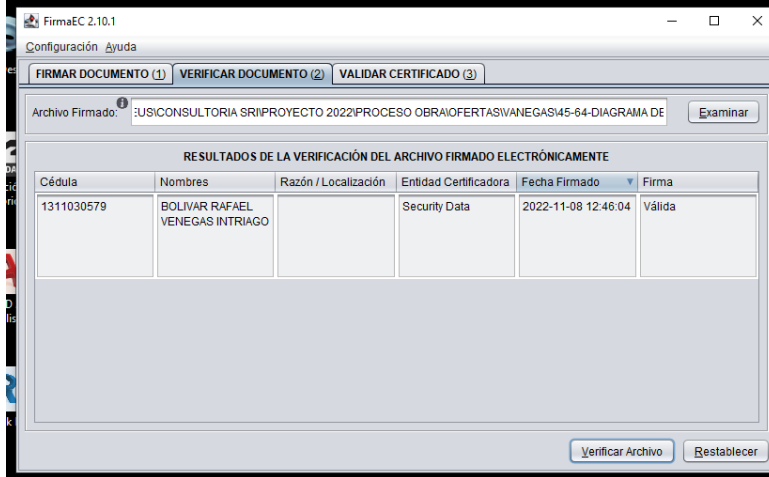 FirmaEC 2.10.1
Configuración Ayuda
FIRMAR DOCUMENTO (1) VERIFICAR DOCUMENTO (2) VALIDAR CERTIFICADO (3)
Archivo Firmado: EUS\CONSULTORIA SRI\PROYECTO 2022\PROCESO OBRA\OFERTAS\VANEGAS\45-64-DIAGRAMA DE Examinar
RESULTADOS DE LA VERIFICACIÓN DEL ARCHIVO FIRMADO ELECTRÓNICAMENTE
Cédula Nombres Razón / Localización Entidad Certificadora Fecha Firmado Firma
1311030579 BOLIVAR RAFAEL Security Data 2022-11-08 12:46:04 Válida
VENEGAS INTRIAGO
Verificar Archivo Restablecer